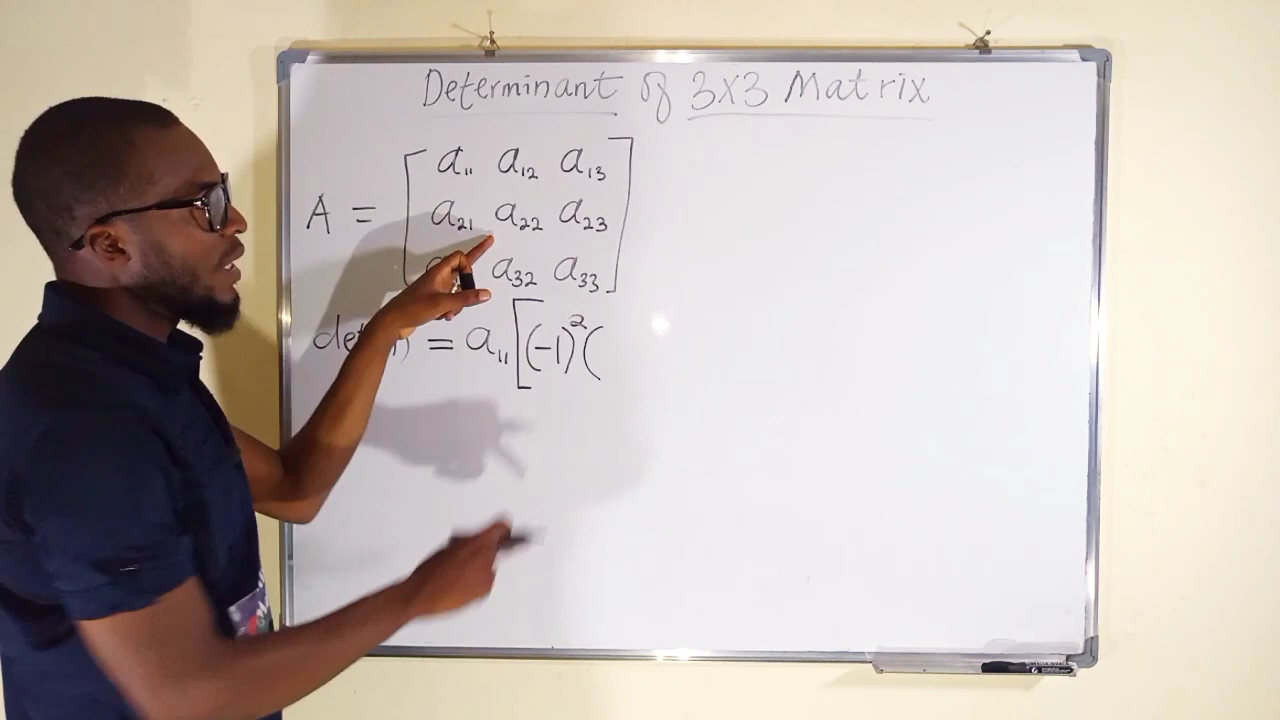 Determinant of 3x3 Matrix
a₁₁ a₁₂ a₁₃
A = a₂₁ a₂₂ a₂₃
a₃₂ a₃₃
= a₁₁[(-1)²(